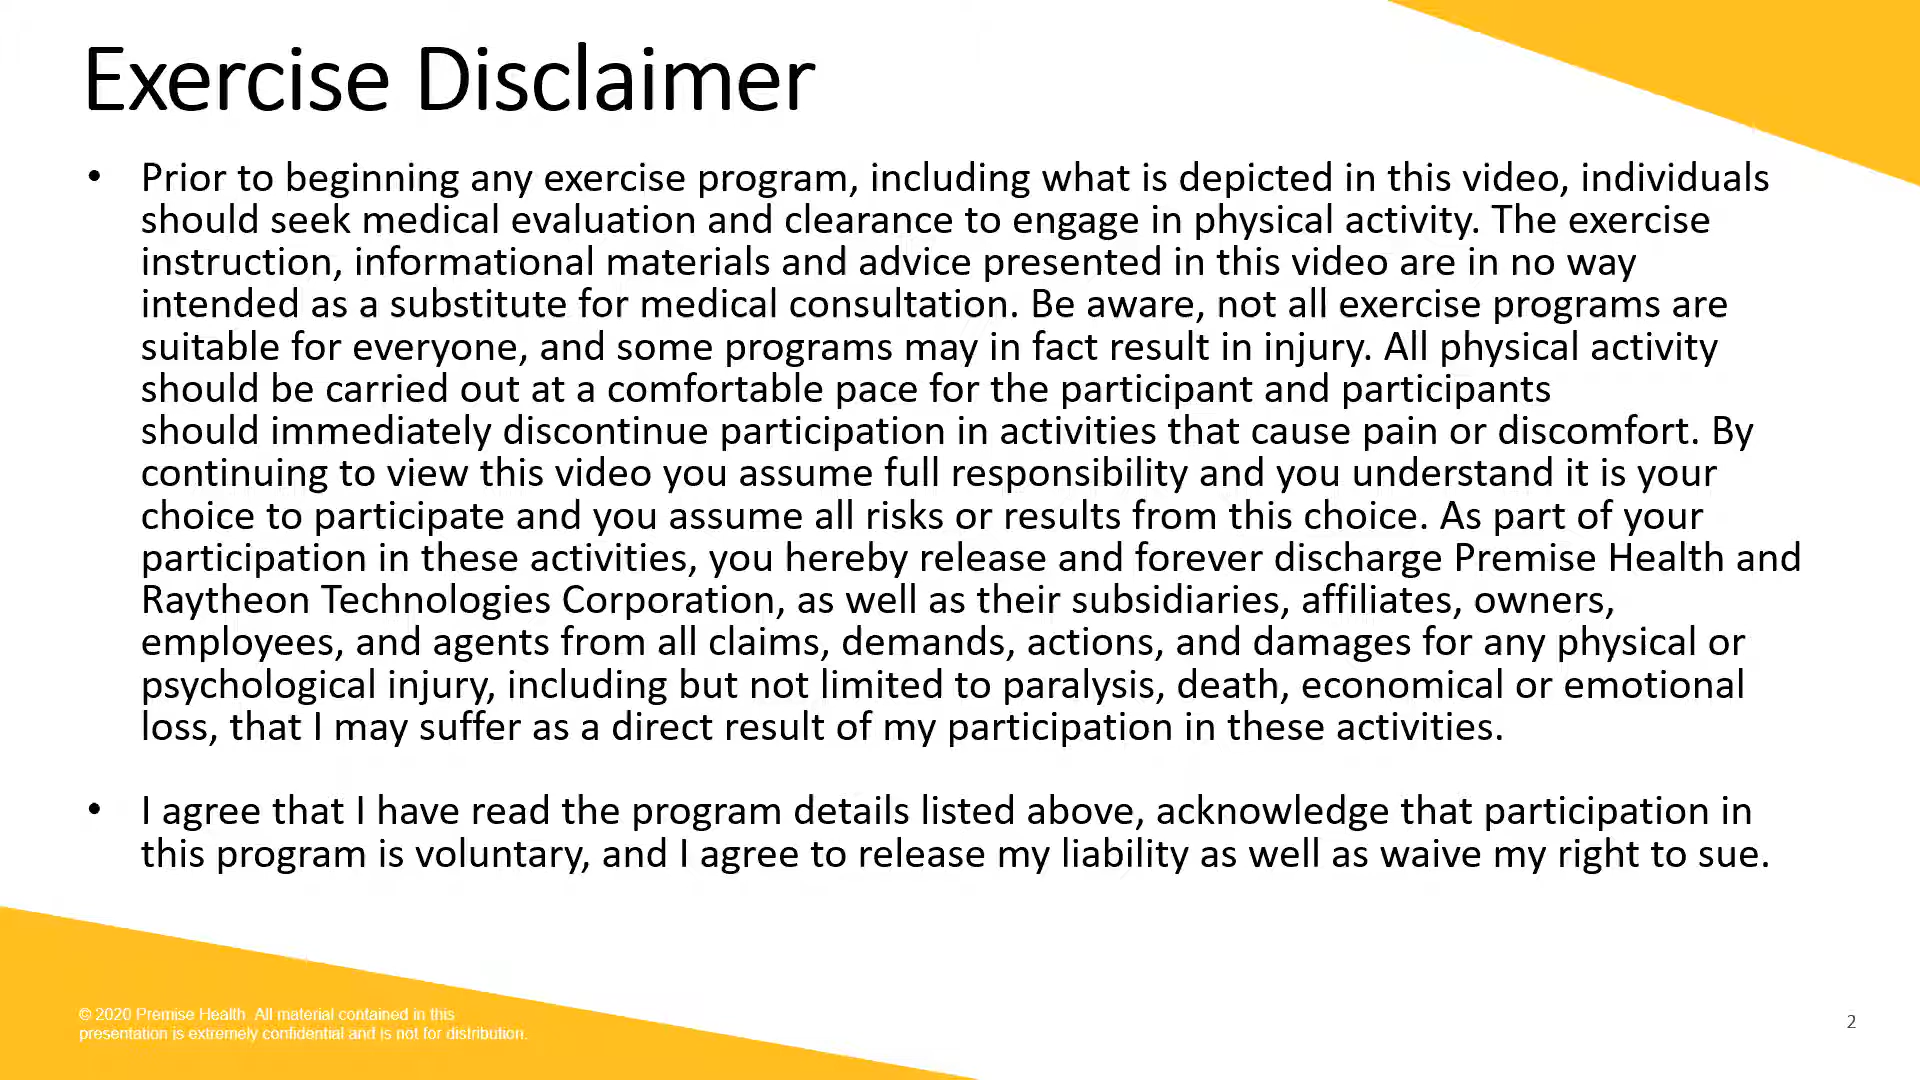 Exercise Disclaimer
• Prior to beginning any exercise program, including what is depicted in this video, individuals
should seek medical evaluation and clearance to engage in physical activity. The exercise
instruction, informational materials and advice presented in this video are in no way
intended as a substitute for medical consultation. Be aware, not all exercise programs are
suitable for everyone, and some programs may in fact result in injury. All physical activity
should be carried out at a comfortable pace for the participant and participants
should immediately discontinue participation in activities that cause pain or discomfort. By
continuing to view this video you assume full responsibility and you understand it is your
choice to participate and you assume all risks or results from this choice. As part of your
participation in these activities, you hereby release and forever discharge Premise Health and
Raytheon Technologies Corporation, as well as their subsidiaries, affiliates, owners,
employees, and agents from all claims, demands, actions, and damages for any physical or
psychological injury, including but not limited to paralysis, death, economical or emotional
loss, that I may suffer as a direct result of my participation in these activities.
• I agree that I have read the program details listed above, acknowledge that participation in
this program is voluntary, and I agree to release my liability as well as waive my right to sue.
© 2020 Premise Health. All material contained in this
presentation is extremely confidential and is not for distribution.
2